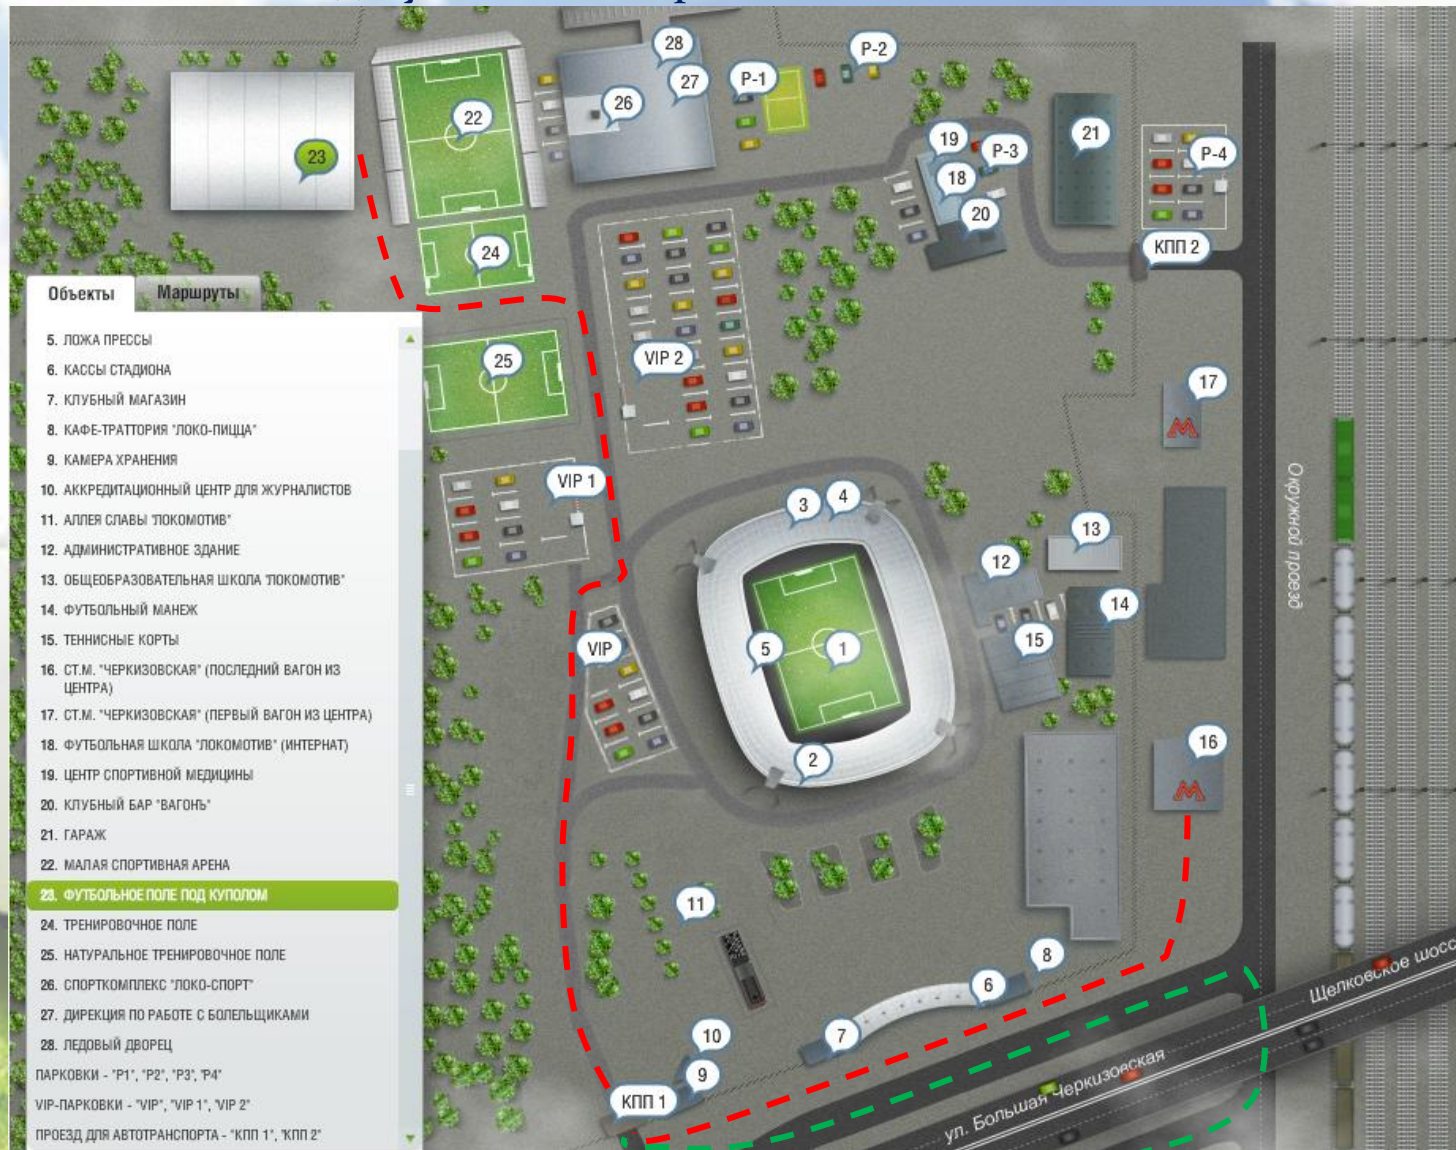 28
P-2
P-1
27
26
22
23
19
P-3
18
20
21
P-4
24
КПП 2
25
VIP 2
17
VIP 1
3
4
13
12
14
VIP
5
1
15
16
2
11
8
6
7
10
9
КПП 1
Окружной проезд
Щелковское шосс
ул. Большая Черкизовская
Объекты
Маршруты
5. ЛОЖА ПРЕССЫ
6. КАССЫ СТАДИОНА
7. КЛУБНЫЙ МАГАЗИН
8. КАФЕ-ТРАТТОРИЯ "ЛОКО-ПИЦЦА"
9. КАМЕРА ХРАНЕНИЯ
10. АККРЕДИТАЦИОННЫЙ ЦЕНТР ДЛЯ ЖУРНАЛИСТОВ
11. АЛЛЕЯ СЛАВЫ "ЛОКОМОТИВ"
12. АДМИНИСТРАТИВНОЕ ЗДАНИЕ
13. ОБЩЕОБРАЗОВАТЕЛЬНАЯ ШКОЛА "ЛОКОМОТИВ"
14. ФУТБОЛЬНЫЙ МАНЕЖ
15. ТЕННИСНЫЕ КОРТЫ
16. СТ.М. "ЧЕРКИЗОВСКАЯ" (ПОСЛЕДНИЙ ВАГОН ИЗ
ЦЕНТРА)
17. СТ.М. "ЧЕРКИЗОВСКАЯ" (ПЕРВЫЙ ВАГОН ИЗ ЦЕНТРА)
18. ФУТБОЛЬНАЯ ШКОЛА "ЛОКОМОТИВ" (ИНТЕРНАТ)
19. ЦЕНТР СПОРТИВНОЙ МЕДИЦИНЫ
20. КЛУБНЫЙ БАР "ВАГОНЪ"
21. ГАРАЖ
22. МАЛАЯ СПОРТИВНАЯ АРЕНА
23. ФУТБОЛЬНОЕ ПОЛЕ ПОД КУПОЛОМ
24. ТРЕНИРОВОЧНОЕ ПОЛЕ
25. НАТУРАЛЬНОЕ ТРЕНИРОВОЧНОЕ ПОЛЕ
26. СПОРТКОМПЛЕКС "ЛОКО-СПОРТ"
27. ДИРЕКЦИЯ ПО РАБОТЕ С БОЛЕЛЬЩИКАМИ
28. ЛЕДОВЫЙ ДВОРЕЦ
ПАРКОВКИ - "P1", "P2", "P3", "P4"
VIP-ПАРКОВКИ - "VIP", "VIP 1", "VIP 2"
ПРОЕЗД ДЛЯ АВТОТРАНСПОРТА - "КПП 1", "КПП 2"